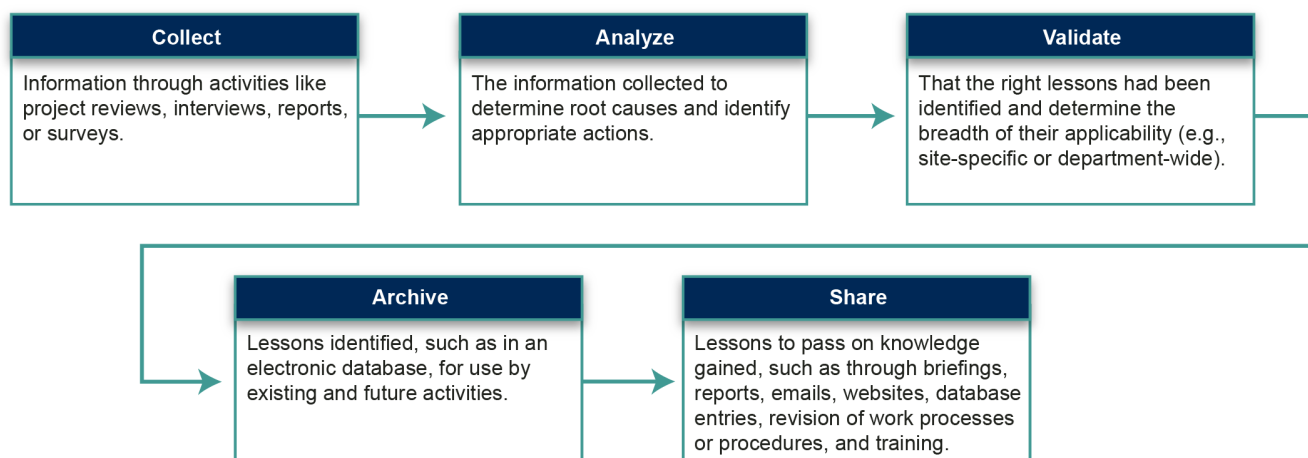 Collect
Information through activities like
project reviews, interviews, reports,
or surveys.
Analyze
The information collected to
determine root causes and identify
appropriate actions.
Validate
That the right lessons had been
identified and determine the
breadth of their applicability (e.g.,
site-specific or department-wide).
Archive
Lessons identified, such as in an
electronic database, for use by
existing and future activities.
Share
Lessons to pass on knowledge
gained, such as through briefings,
reports, emails, websites, database
entries, revision of work processes
or procedures, and training.